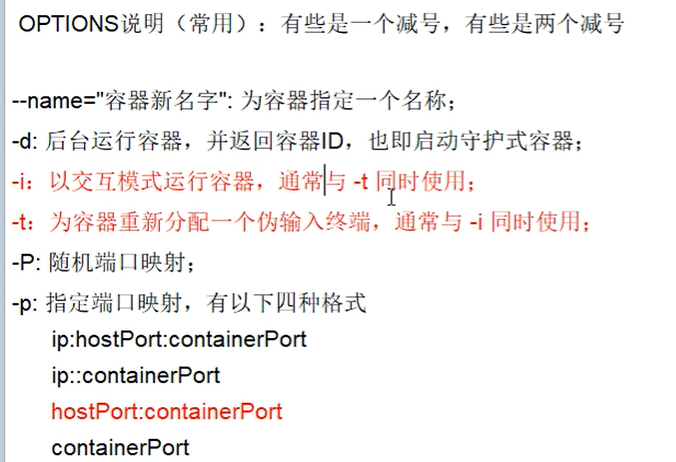 OPTIONS说明（常用）：有些是一个减号，有些是两个减号
--name="容器新名字": 为容器指定一个名称；
-d: 后台运行容器，并返回容器ID，也即启动守护式容器；
-i：以交互模式运行容器，通常与 -t 同时使用；
-t：为容器重新分配一个伪输入终端，通常与 -i 同时使用；
-P: 随机端口映射；
-p: 指定端口映射，有以下四种格式
ip:hostPort:containerPort
ip::containerPort
hostPort:containerPort
containerPort